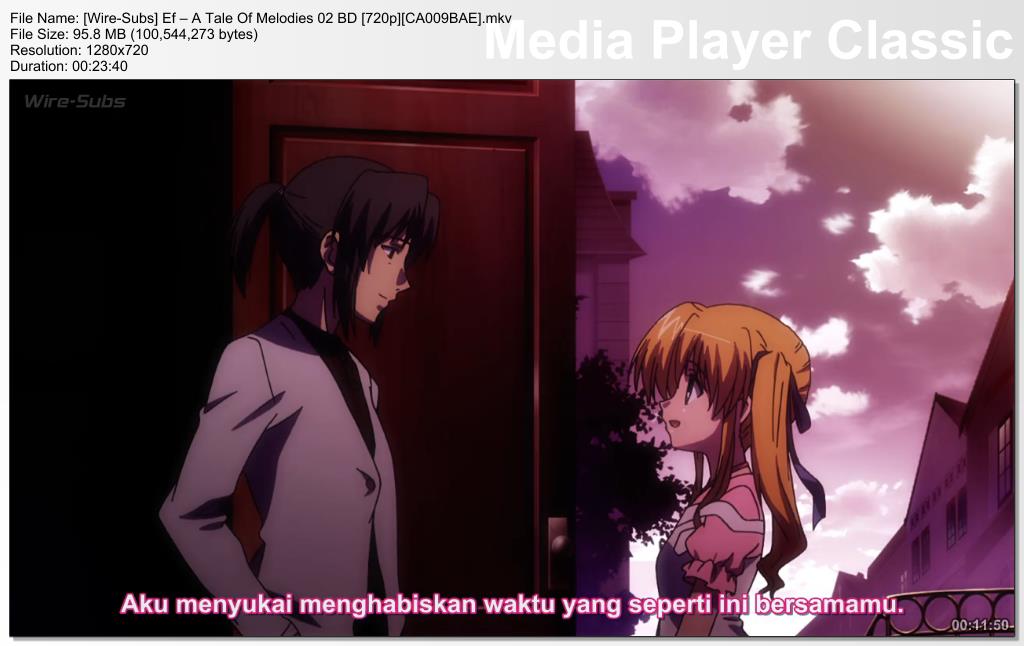 File Name: [Wire-Subs] Ef – A Tale Of Melodies 02 BD [720p][CA009BAE].mkv
File Size: 95.8 MB (100,544,273 bytes)
Resolution: 1280x720
Duration: 00:23:40
Media Player Classic
Wire-Subs
Aku menyukai menghabiskan waktu yang seperti ini bersamamu.
00:11:50